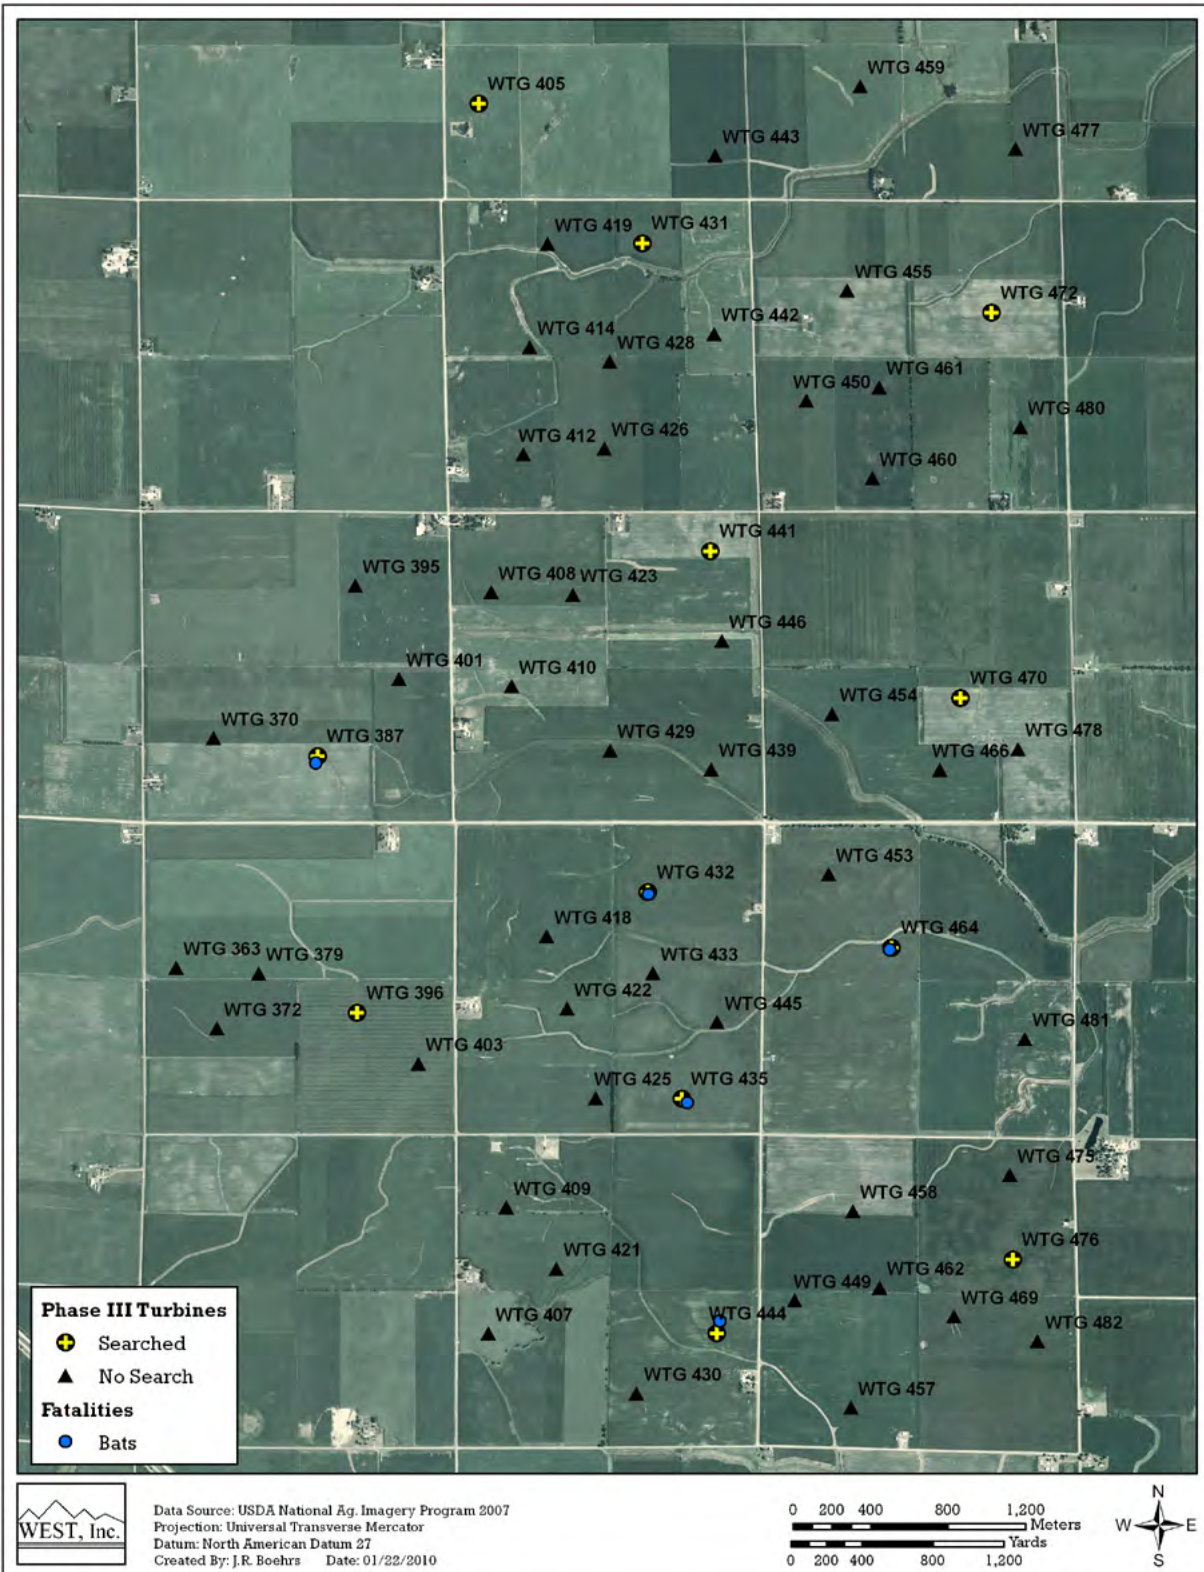 WTG 459
WTG 405
WTG 443
WTG 477
WTG 419
WTG 431
WTG 455
WTG 472
WTG 442
WTG 414
WTG 428
WTG 450
WTG 461
WTG 480
WTG 412
WTG 426
WTG 460
WTG 441
WTG 395
WTG 408
WTG 423
WTG 446
WTG 401
WTG 410
WTG 470
WTG 454
WTG 370
WTG 387
WTG 429
WTG 439
WTG 466
WTG 478
WTG 453
WTG 432
WTG 418
WTG 464
WTG 363
WTG 379
WTG 433
WTG 396
WTG 422
WTG 445
WTG 372
WTG 481
WTG 403
WTG 425
WTG 435
WTG 475
WTG 409
WTG 458
WTG 476
WTG 421
WTG 462
WTG 449
WTG 469
WTG 407
WTG 444
WTG 482
WTG 430
WTG 457
Phase III Turbines
Searched
No Search
Fatalities
Bats
WEST, Inc.
Data Source: USDA National Ag. Imagery Program 2007
Projection: Universal Transverse Mercator
Datum: North American Datum 27
Created By: J.R. Boehrs Date: 01/22/2010
0 200 400 800 1,200
Meters
Yards
0 200 400 800 1,200
N
W E
S